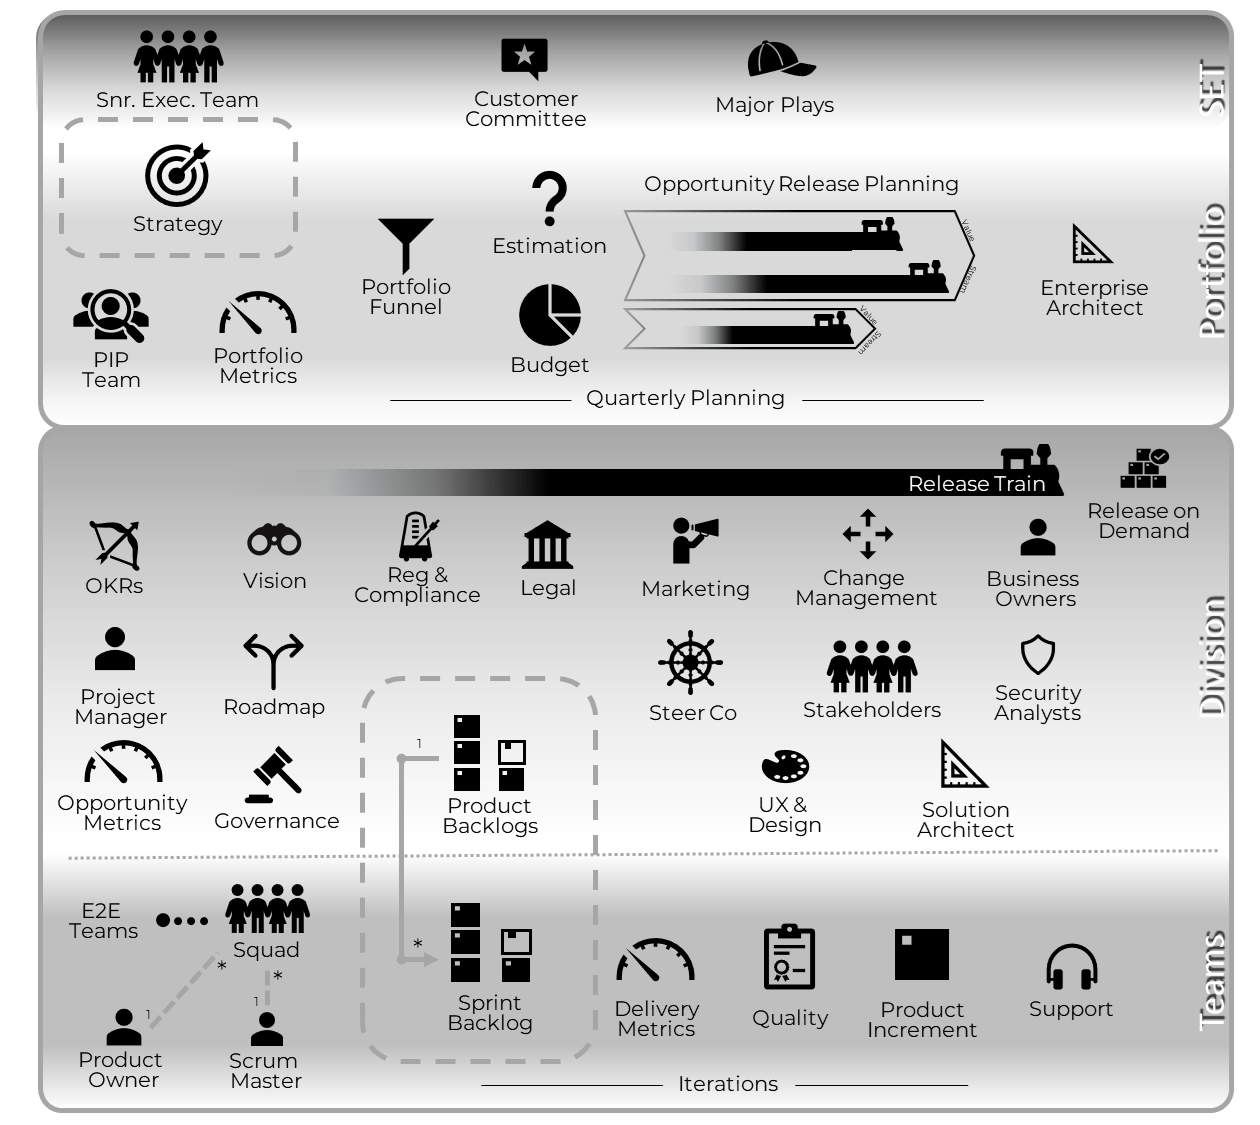 SET
Snr. Exec. Team
Customer
Committee
Major Plays
Strategy
Portfolio
Opportunity Release Planning
Estimation
Value
Stream
Portfolio
Funnel
Enterprise
Architect
Value
Stream
PIP
Team
Portfolio
Metrics
Budget
Quarterly Planning
Release Train
Release on
Demand
Division
OKRs
Vision
Reg &
Compliance
Legal
Marketing
Change
Management
Business
Owners
Project
Manager
Roadmap
Steer Co
Stakeholders
Security
Analysts
1
Opportunity
Metrics
Governance
Product
Backlogs
UX &
Design
Solution
Architect
Teams
E2E
Teams
Squad
*
*
*
1
1
Sprint
Backlog
Delivery
Metrics
Quality
Product
Increment
Support
Product
Owner
Scrum
Master
Iterations